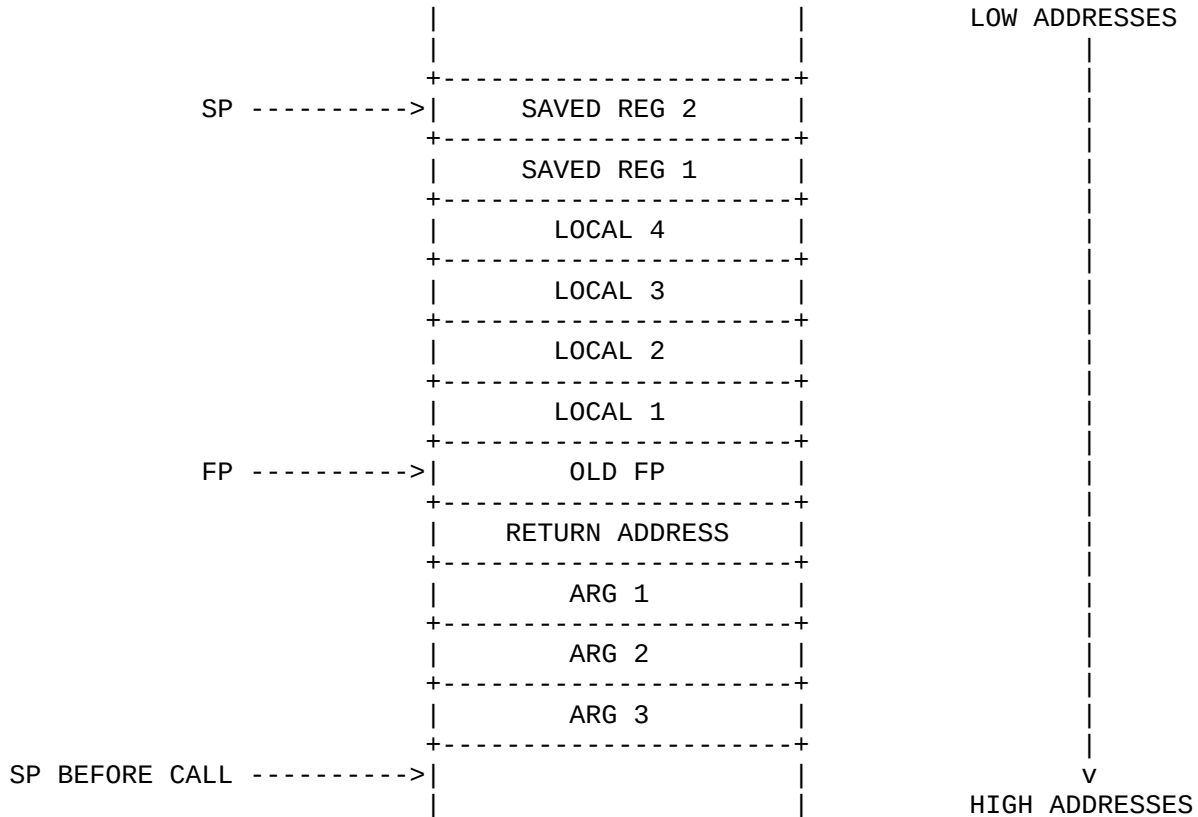 LOW ADDRESSES
SP ---------->| SAVED REG 2
SAVED REG 1
LOCAL 4
LOCAL 3
LOCAL 2
LOCAL 1
FP ---------->| OLD FP
RETURN ADDRESS
ARG 1
ARG 2
ARG 3
SP BEFORE CALL ---------->|
HIGH ADDRESSES